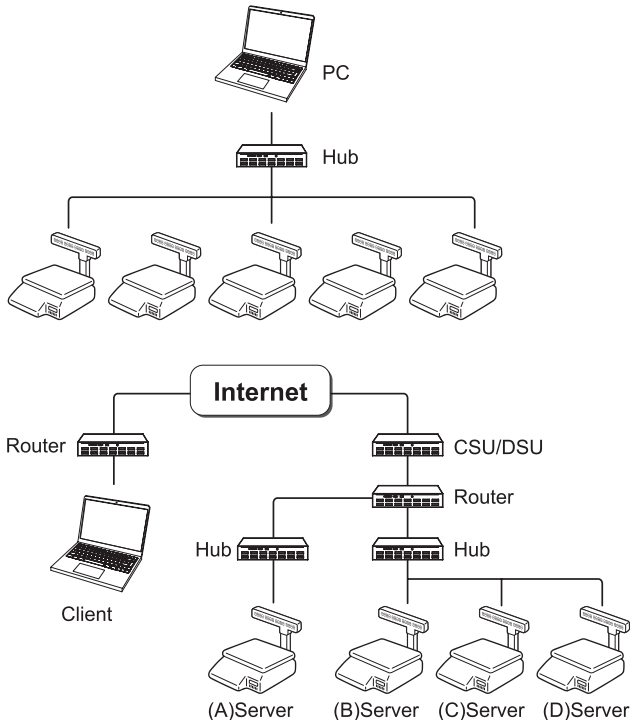 PC
Hub
Internet
Router
CSU/DSU
Router
Hub
Hub
Client
(A)Server
(B)Server
(C)Server
(D)Server